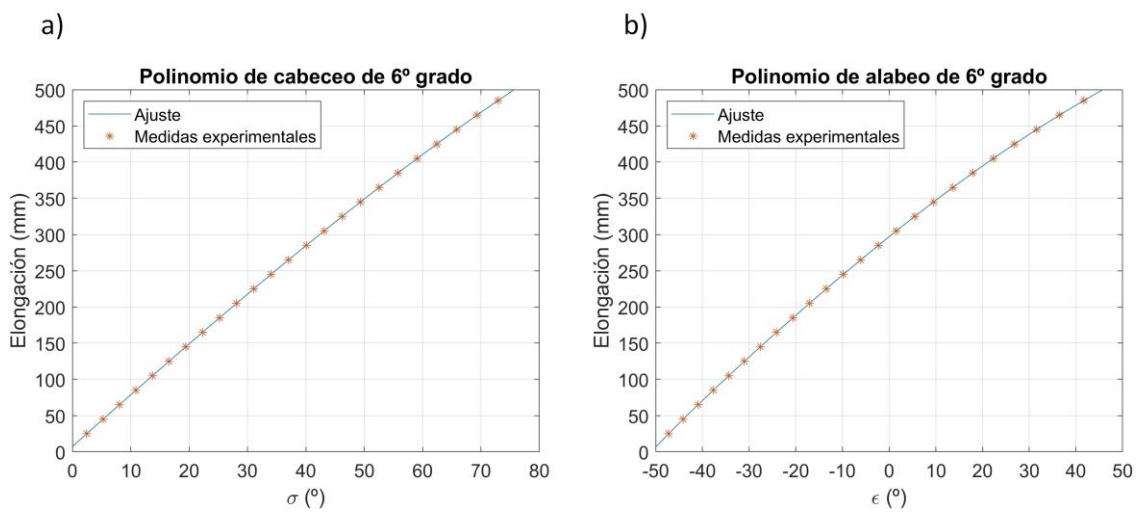 a)
Polinomio de cabeceo de 6º grado
500
450
400
350
300
250
200
150
100
50
0
Elongación (mm)
Ajuste
Medidas experimentales
0 10 20 30 40 50 60 70 80
σ (º)
b)
Polinomio de alabeo de 6º grado
500
450
400
350
300
250
200
150
100
50
0
Elongación (mm)
Ajuste
Medidas experimentales
-50 -40 -30 -20 -10 0 10 20 30 40 50
ϵ (º)